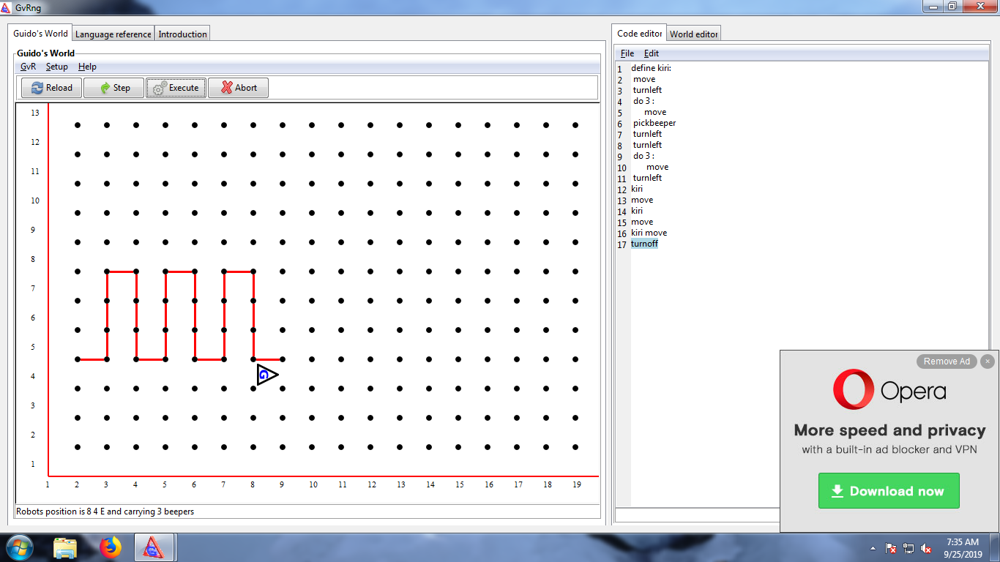 GvRng
Guido's World
Language reference
Introduction
Guido's World
GvR Setup Help
Reload Step Execute Abort
13
12
11
10
9
8
7
6
5
4
3
2
1
G
1 2 3 4 5 6 7 8 9 10 11 12 13 14 15 16 17 18 19
Robots position is 8 4 E and carrying 3 beepers
Code editor
World editor
File Edit
1 define kiri:
2 move
3 turnleft
4 do 3 :
5 move
6 pickbeeper
7 turnleft
8 turnleft
9 do 3 :
10 move
11 turnleft
12 kiri
13 move
14 kiri
15 move
16 kiri move
17 turnoff
Remove Ad ×
Opera
More speed and privacy
with a built-in ad blocker and VPN
Download now
7:35 AM
9/25/2019